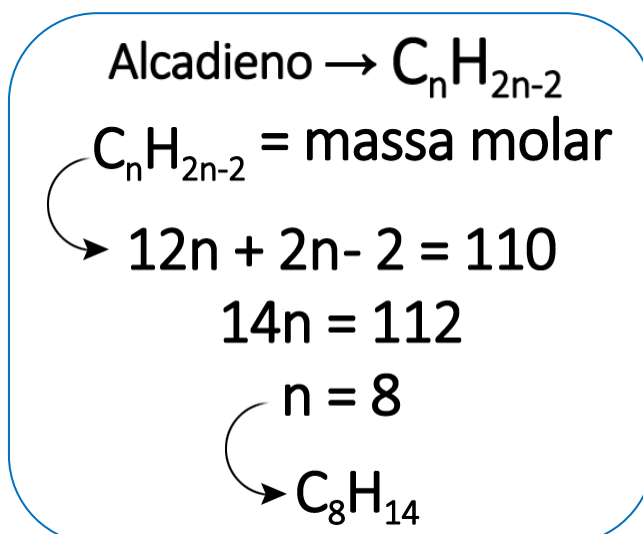 Alcadieno → CₙH₂ₙ₋₂
CₙH₂ₙ₋₂ = massa molar
12n + 2n- 2 = 110
14n = 112
n = 8
C₈H₁₄